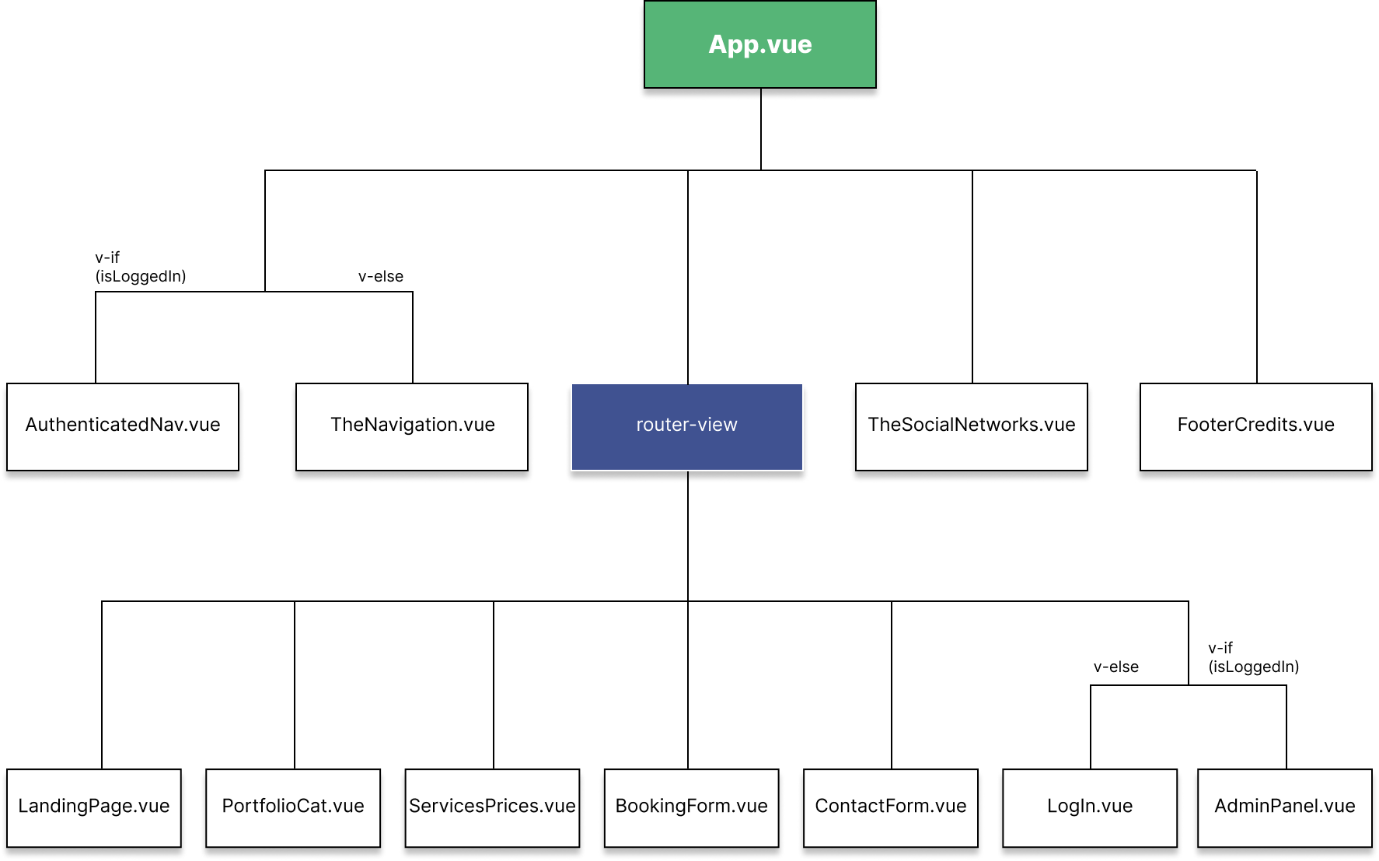 App.vue
v-if
(isLoggedIn)
v-else
AuthenticatedNav.vue
TheNavigation.vue
router-view
TheSocialNetworks.vue
FooterCredits.vue
v-else
v-if
(isLoggedIn)
LandingPage.vue
PortfolioCat.vue
ServicesPrices.vue
BookingForm.vue
ContactForm.vue
LogIn.vue
AdminPanel.vue